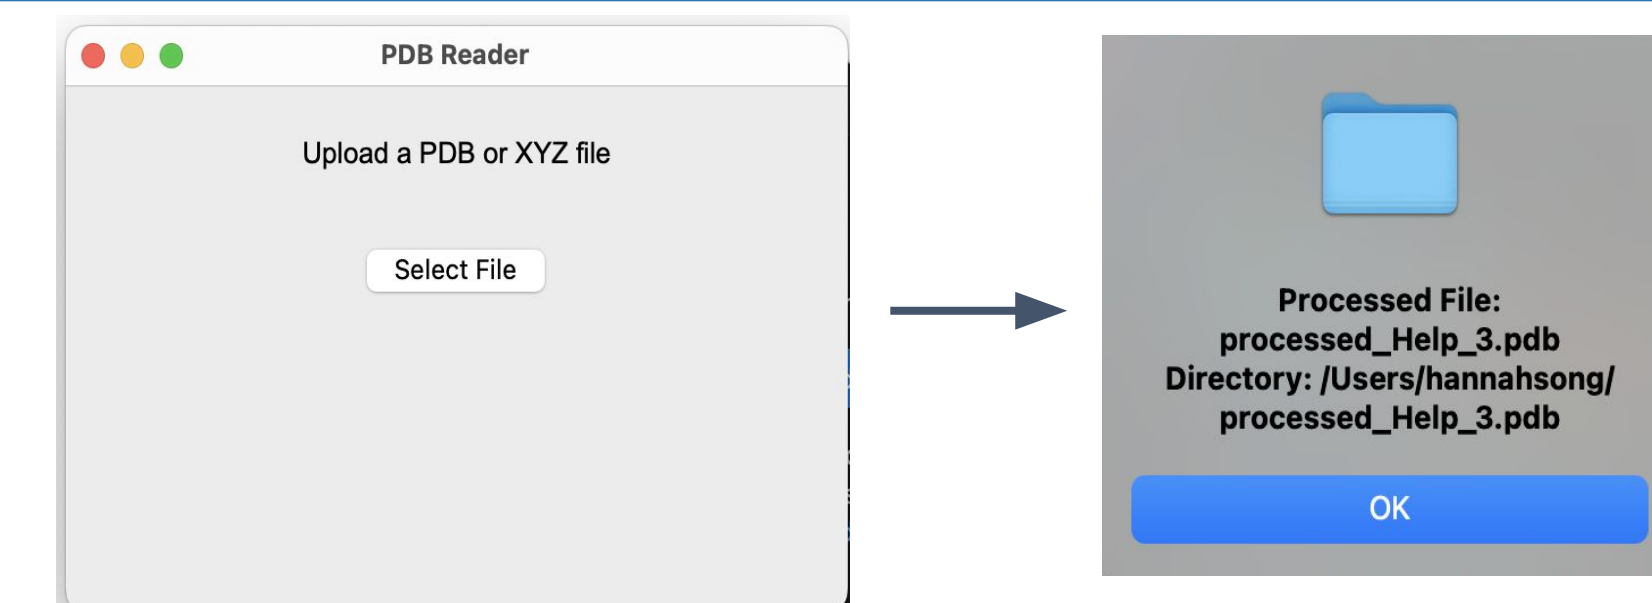 PDB Reader
Upload a PDB or XYZ file
Select File
Processed File:
processed_Help_3.pdb
Directory: /Users/hannahsong/
processed_Help_3.pdb
OK